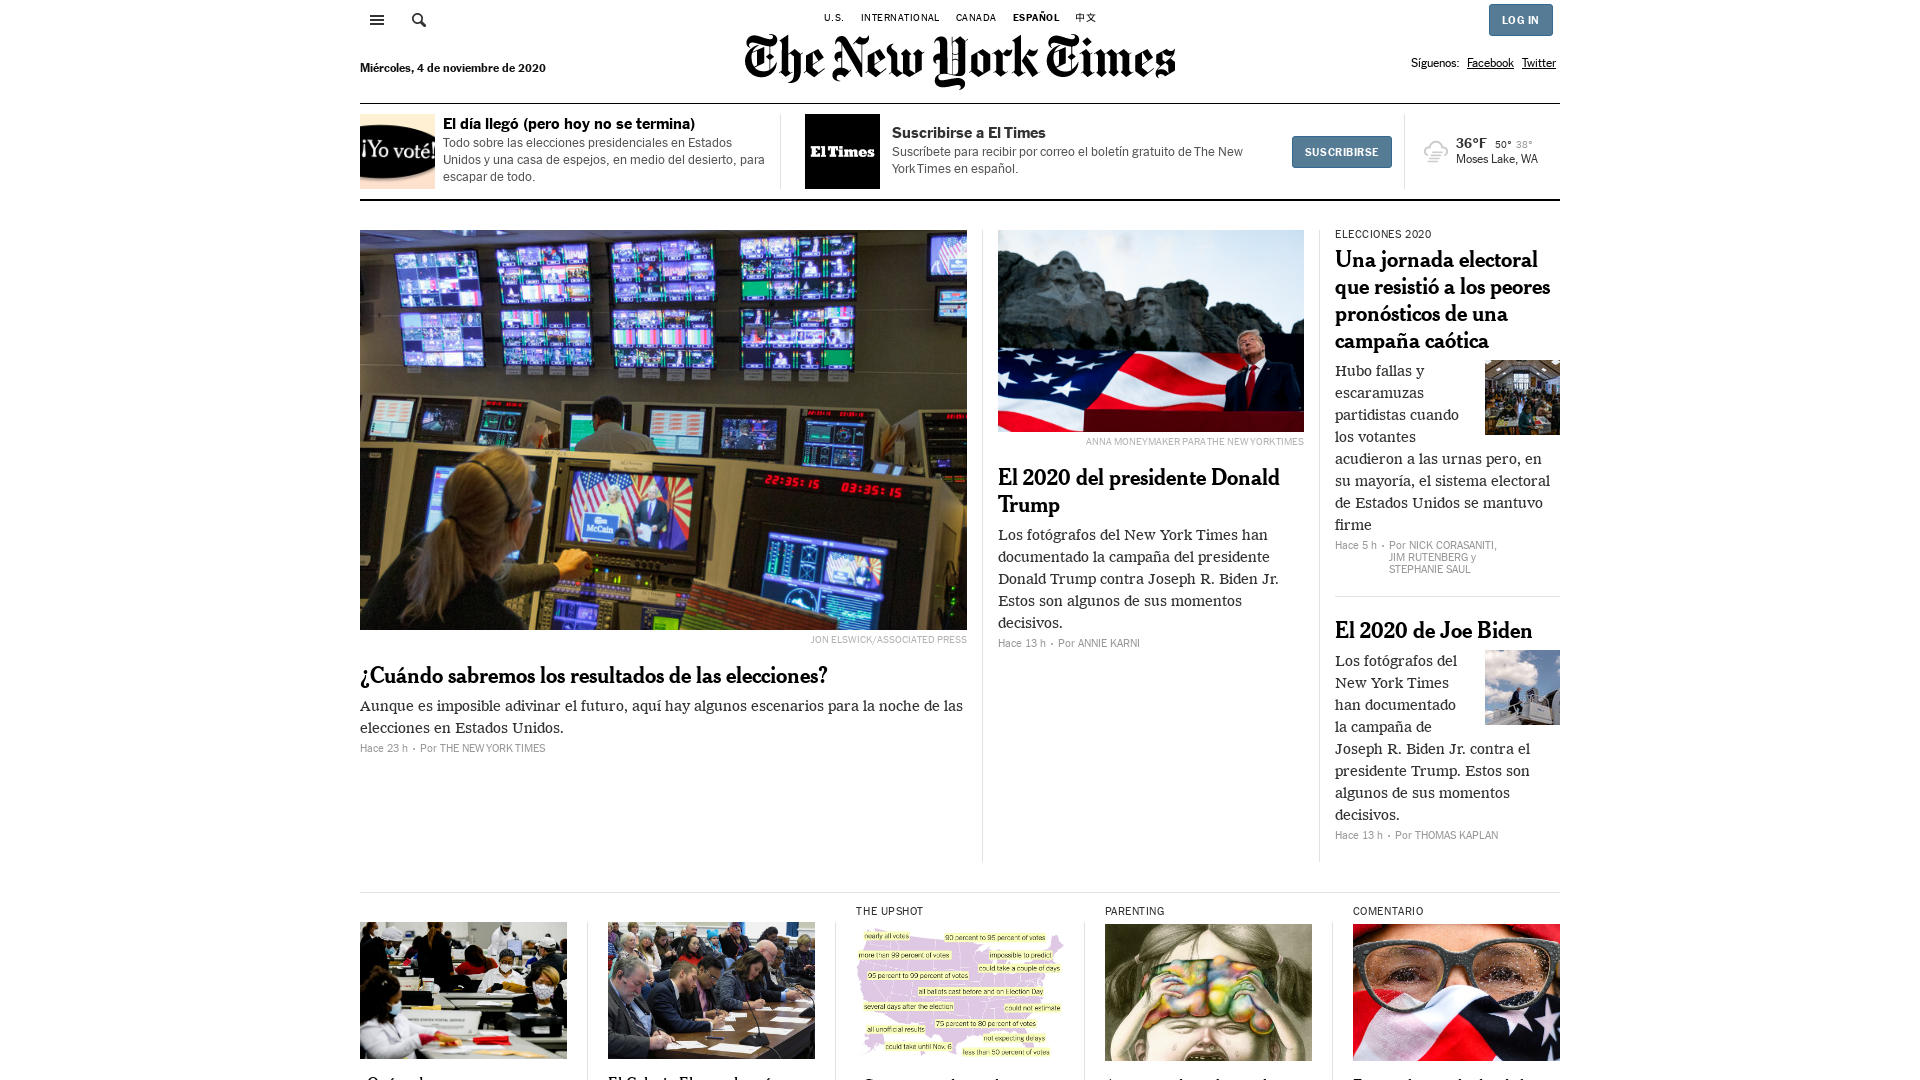 U.S. INTERNATIONAL CANADA ESPAÑOL 中文
LOG IN
The New York Times
Miércoles, 4 de noviembre de 2020
Síguenos: Facebook Twitter
¡Yo voté!
El día llegó (pero hoy no se termina)
Todo sobre las elecciones presidenciales en Estados
Unidos y una casa de espejos, en medio del desierto, para
escapar de todo.
El Times
Suscribirse a El Times
Suscríbete para recibir por correo el boletín gratuito de The New
York Times en español.
SUSCRIBIRSE
36°F 50° 38°
Moses Lake, WA
McCain
22:35:15 03:35:15
JON ELSWICK/ASSOCIATED PRESS
¿Cuándo sabremos los resultados de las elecciones?
Aunque es imposible adivinar el futuro, aquí hay algunos escenarios para la noche de las
elecciones en Estados Unidos.
Hace 23 h • Por THE NEW YORK TIMES
ANNA MONEYMAKER PARA THE NEW YORK TIMES
El 2020 del presidente Donald
Trump
Los fotógrafos del New York Times han
documentado la campaña del presidente
Donald Trump contra Joseph R. Biden Jr.
Estos son algunos de sus momentos
decisivos.
Hace 13 h • Por ANNIE KARNI
ELECCIONES 2020
Una jornada electoral
que resistió a los peores
pronósticos de una
campaña caótica
Hubo fallas y
escaramuzas
partidistas cuando
los votantes
acudieron a las urnas pero, en
su mayoría, el sistema electoral
de Estados Unidos se mantuvo
firme
Hace 5 h • Por NICK CORASANITI,
JIM RUTENBERG y
STEPHANIE SAUL
El 2020 de Joe Biden
Los fotógrafos del
New York Times
han documentado
la campaña de
Joseph R. Biden Jr. contra el
presidente Trump. Estos son
algunos de sus momentos
decisivos.
Hace 13 h • Por THOMAS KAPLAN
THE UPSHOT
nearly all votes
90 percent to 95 percent of votes
more than 99 percent of votes
impossible to predict
could take a couple of days
95 percent to 99 percent of votes
all ballots cast before and on Election Day
several days after the election
could not estimate
75 percent to 80 percent of votes
all unofficial results
not expecting delays
could take until Nov. 6
less than 50 percent of votes
PARENTING
COMENTARIO